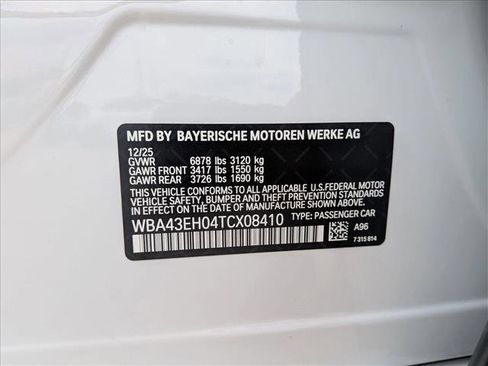 MFD BY BAYERISCHE MOTOREN WERKE AG
12/25
GVWR 6878 lbs 3120 kg
GAWR FRONT 3417 lbs 1550 kg
GAWR REAR 3726 lbs 1690 kg
THIS VEHICLE CONFORMS TO ALL APPLICABLE U.S.FEDERAL MOTOR
VEHICLE SAFETY, BUMPER, AND THEFT PREVENTION STANDARDS
IN EFFECT ON THE DATE OF MANUFACTURE SHOWN ABOVE.
WBA43EH04TCX08410 TYPE: PASSENGER CAR
A96
7 315 814